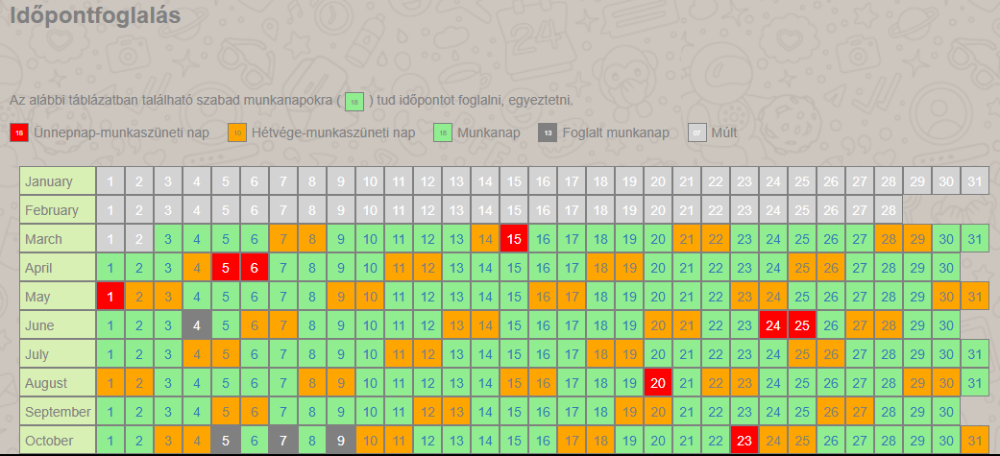 Időpontfoglalás
Az alábbi táblázatban található szabad munkanapokra ( 18 ) tud időpontot foglalni, egyeztetni.
16 Ünnepnap-munkaszüneti nap 10 Hétvége-munkaszüneti nap 18 Munkanap 13 Foglalt munkanap 07 Múlt
January 1 2 3 4 5 6 7 8 9 10 11 12 13 14 15 16 17 18 19 20 21 22 23 24 25 26 27 28 29 30 31
February 1 2 3 4 5 6 7 8 9 10 11 12 13 14 15 16 17 18 19 20 21 22 23 24 25 26 27 28
March 1 2 3 4 5 6 7 8 9 10 11 12 13 14 15 16 17 18 19 20 21 22 23 24 25 26 27 28 29 30 31
April 1 2 3 4 5 6 7 8 9 10 11 12 13 14 15 16 17 18 19 20 21 22 23 24 25 26 27 28 29 30
May 1 2 3 4 5 6 7 8 9 10 11 12 13 14 15 16 17 18 19 20 21 22 23 24 25 26 27 28 29 30 31
June 1 2 3 4 5 6 7 8 9 10 11 12 13 14 15 16 17 18 19 20 21 22 23 24 25 26 27 28 29 30
July 1 2 3 4 5 6 7 8 9 10 11 12 13 14 15 16 17 18 19 20 21 22 23 24 25 26 27 28 29 30 31
August 1 2 3 4 5 6 7 8 9 10 11 12 13 14 15 16 17 18 19 20 21 22 23 24 25 26 27 28 29 30 31
September 1 2 3 4 5 6 7 8 9 10 11 12 13 14 15 16 17 18 19 20 21 22 23 24 25 26 27 28 29 30
October 1 2 3 4 5 6 7 8 9 10 11 12 13 14 15 16 17 18 19 20 21 22 23 24 25 26 27 28 29 30 31